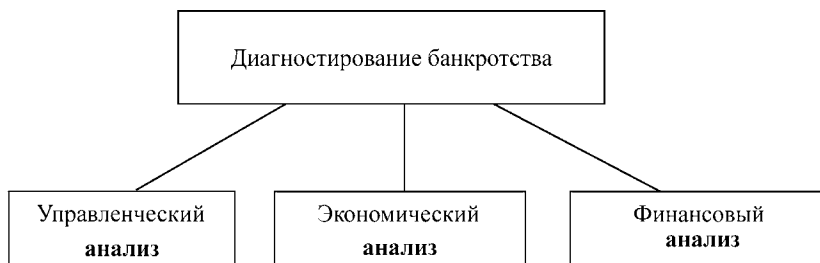 Диагностирование банкротства
Управленческий
анализ
Экономический
анализ
Финансовый
анализ